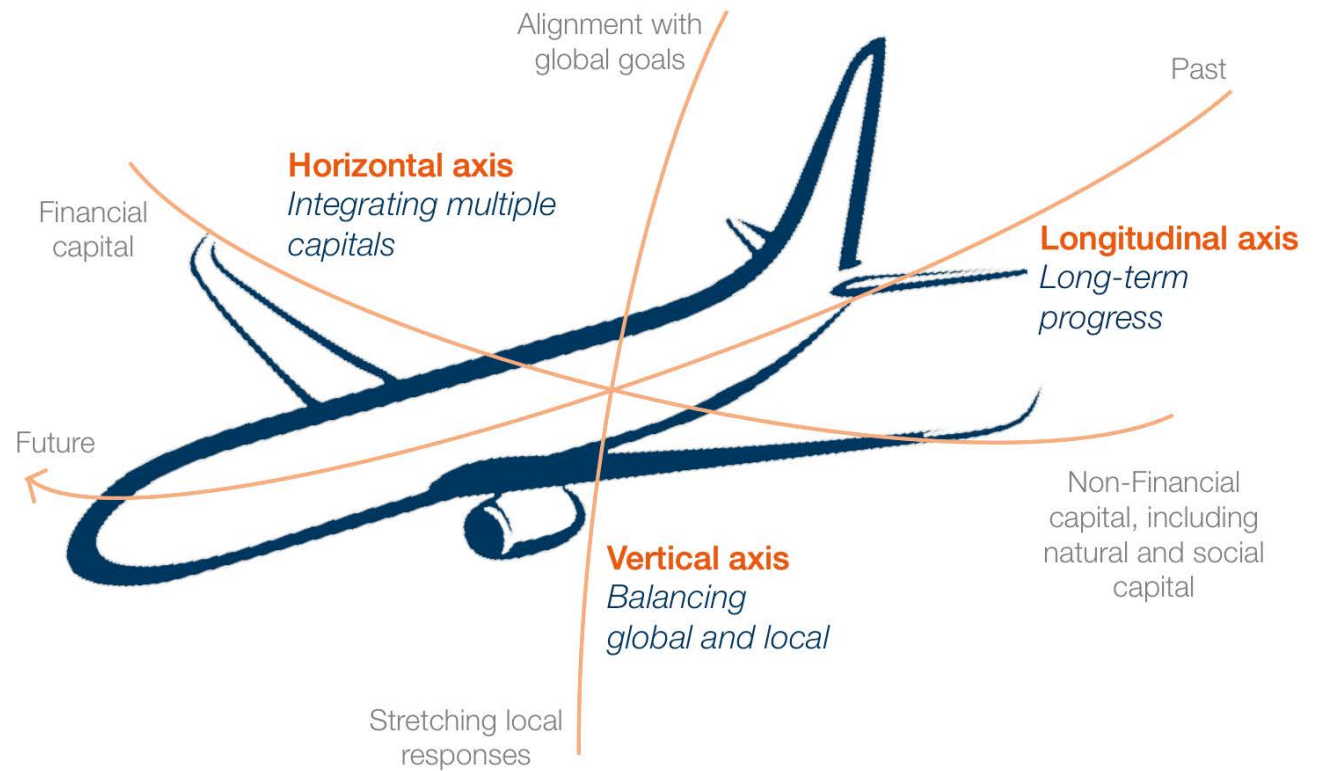 Alignment with
global goals
Past
Horizontal axis
Integrating multiple
capitals
Financial
capital
Longitudinal axis
Long-term
progress
Future
Non-Financial
capital, including
natural and social
capital
Vertical axis
Balancing
global and local
Stretching local
responses